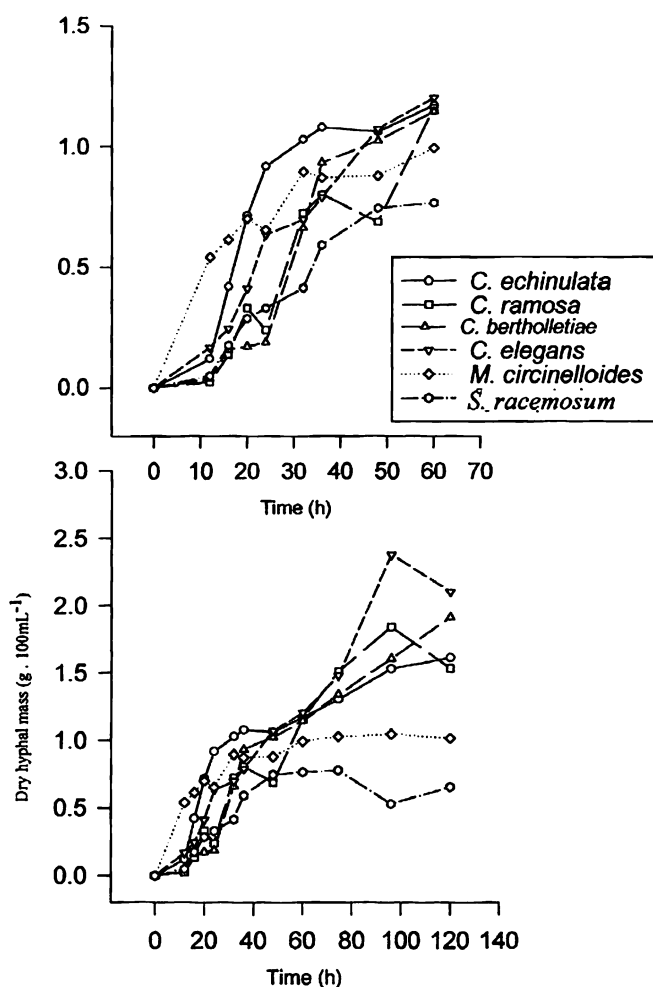 1.5
1.0
0.5
0.0
C. echinulata
C. ramosa
C. bertholletiae
C. elegans
M. circinelloides
S. racemosum
0 10 20 30 40 50 60 70
Time (h)
3.0
2.5
2.0
1.5
1.0
0.5
0.0
Dry hyphal mass (g . 100mL⁻¹)
0 20 40 60 80 100 120 140
Time (h)